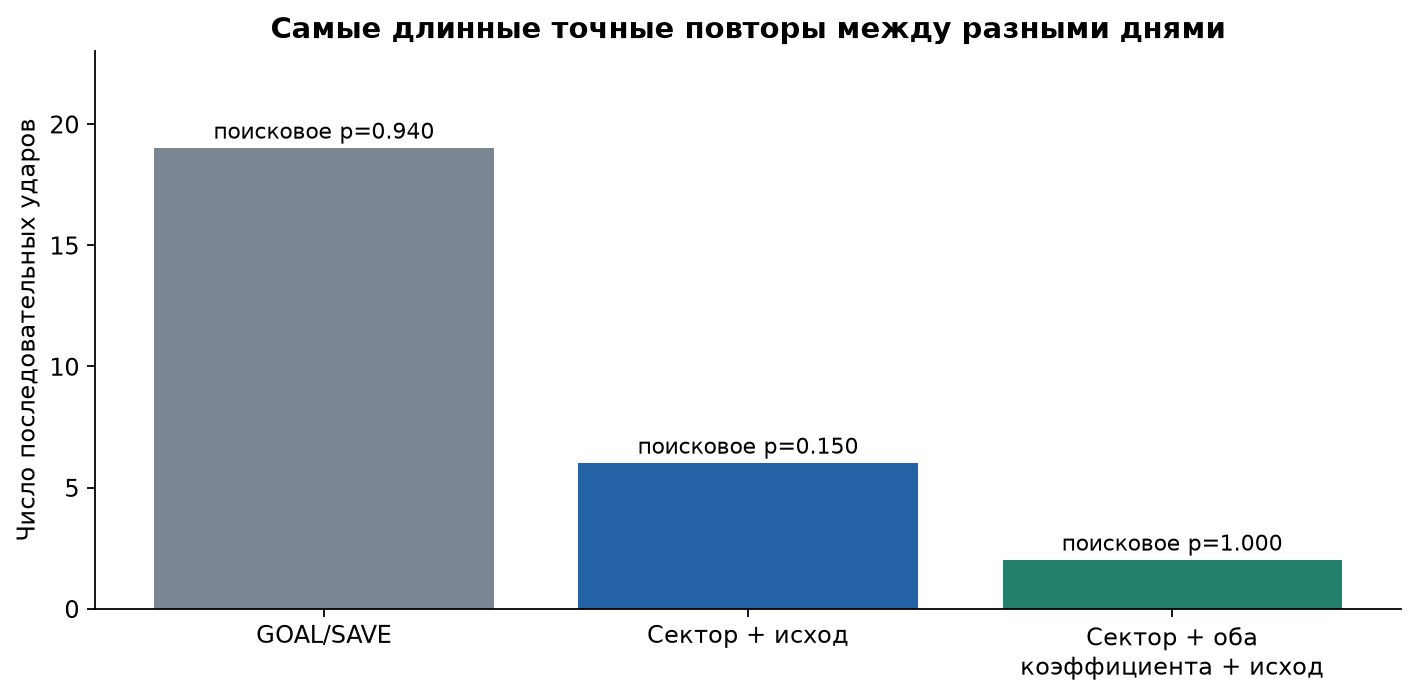 Самые длинные точные повторы между разными днями
Число последовательных ударов
20
15
10
5
0
поисковое p=0.940
поисковое p=0.150
поисковое p=1.000
GOAL/SAVE
Сектор + исход
Сектор + оба
коэффициента + исход